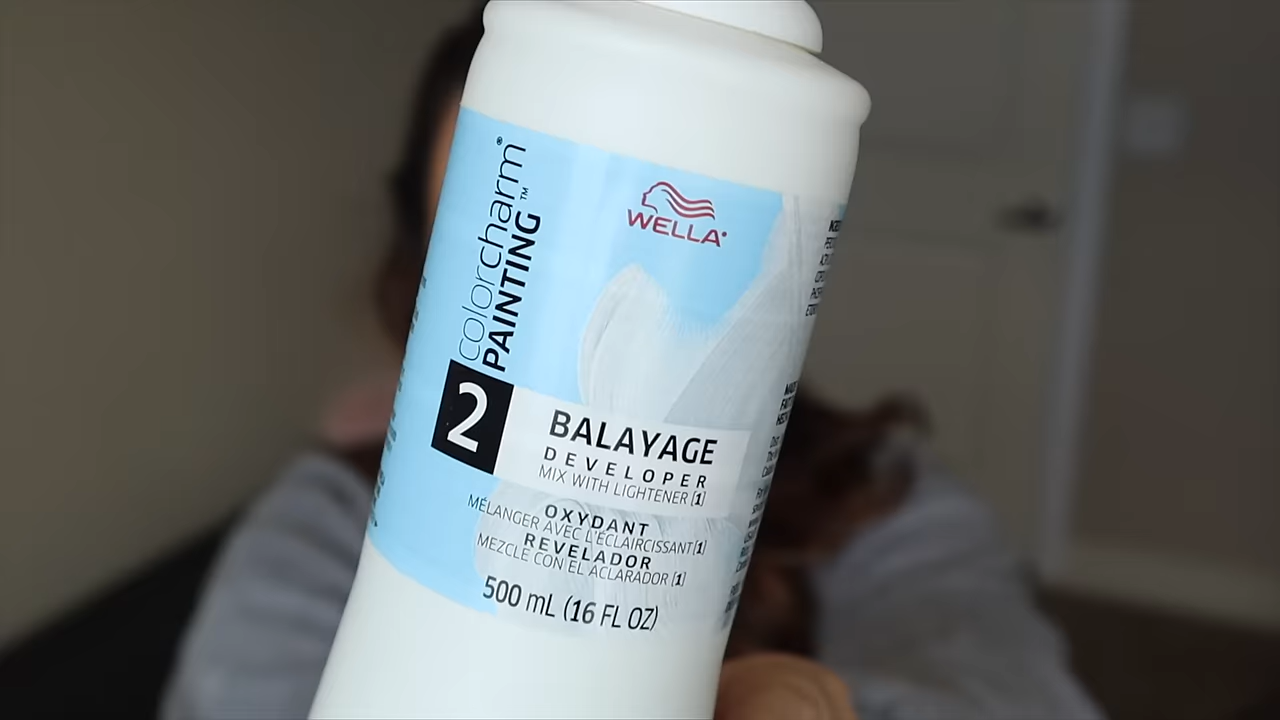 colorcharm®
PAINTING™
WELLA
2
BALAYAGE
DEVELOPER
MIX WITH LIGHTENER [1]
OXYDANT
MÉLANGER AVEC L'ÉCLAIRCISSANT [1]
REVELADOR
MEZCLE CON EL ACLARADOR [1]
500 mL (16 FL OZ)